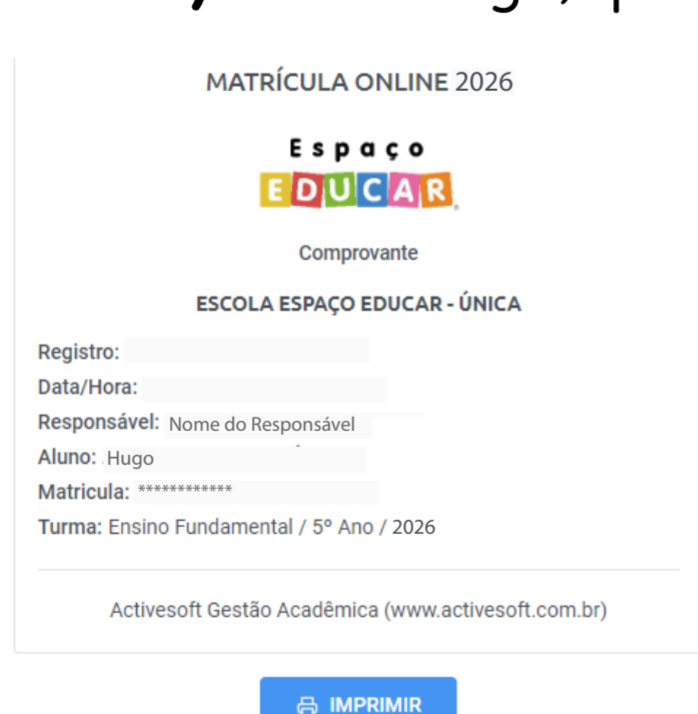 MATRÍCULA ONLINE 2026
Espaço
EDUCAR
Comprovante
ESCOLA ESPAÇO EDUCAR - ÚNICA
Registro:
Data/Hora:
Responsável: Nome do Responsável
Aluno: Hugo
Matricula: ************
Turma: Ensino Fundamental / 5º Ano / 2026
Activesoft Gestão Acadêmica (www.activesoft.com.br)
IMPRIMIR